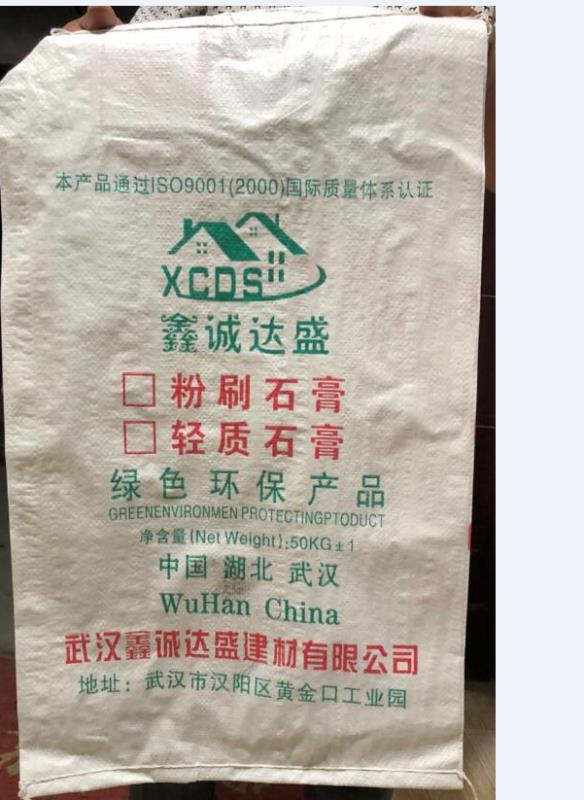 本产品通过ISO9001(2000)国际质量体系认证
XCDS
鑫诚达盛
粉刷石膏
轻质石膏
绿色环保产品
GREENENVIRONMEN PROTECTINGPTODUCT
净含量(Net Weight):50KG±1
中国 湖北 武汉
WuHan China
武汉鑫诚达盛建材有限公司
地址：武汉市汉阳区黄金口工业园